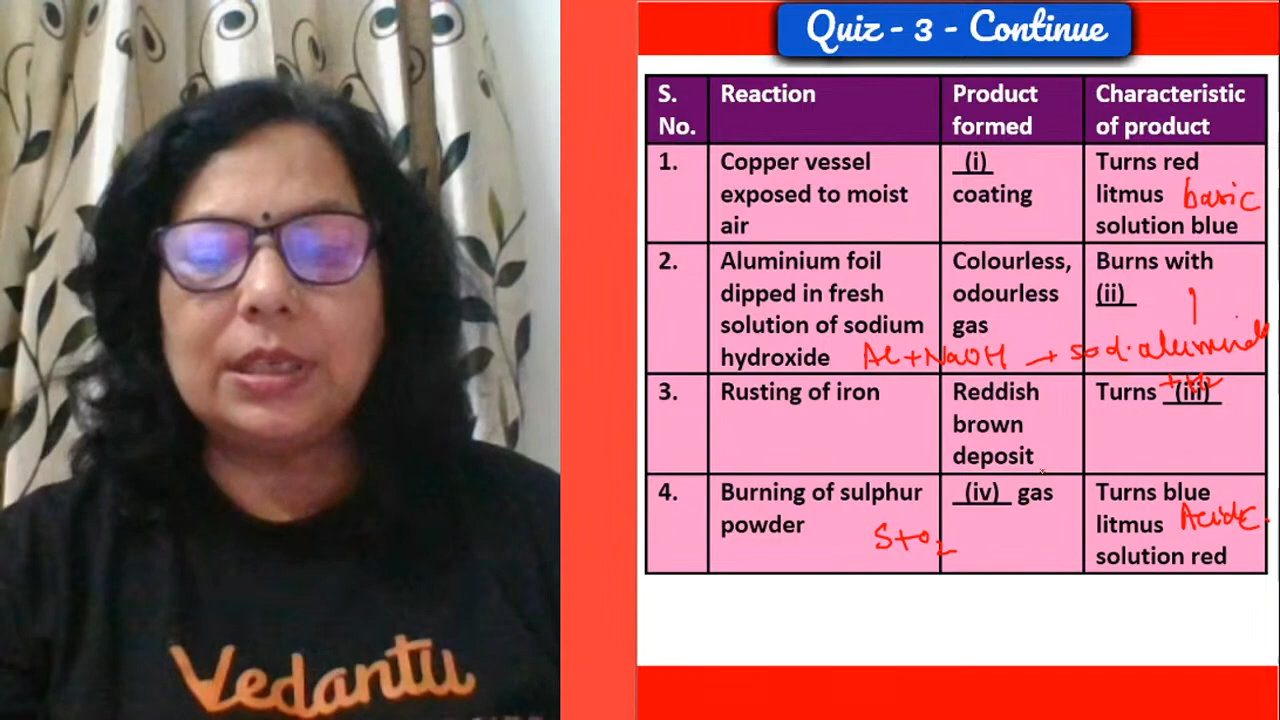 Quiz - 3 - Continue
S. No.
Reaction
Product formed
Characteristic of product
1.
Copper vessel
exposed to moist
air
(i)
coating
Turns red
litmus basic
solution blue
2.
Aluminium foil
dipped in fresh
solution of sodium
hydroxide
Colourless,
odourless
gas
Burns with
(ii)
Al + NaOH → sod. aluminate
+ H2
3.
Rusting of iron
Reddish
brown
deposit
Turns (iii)
4.
Burning of sulphur
powder
S+O2
(iv) gas
Turns blue
litmus Acidic
solution red
Vedantu